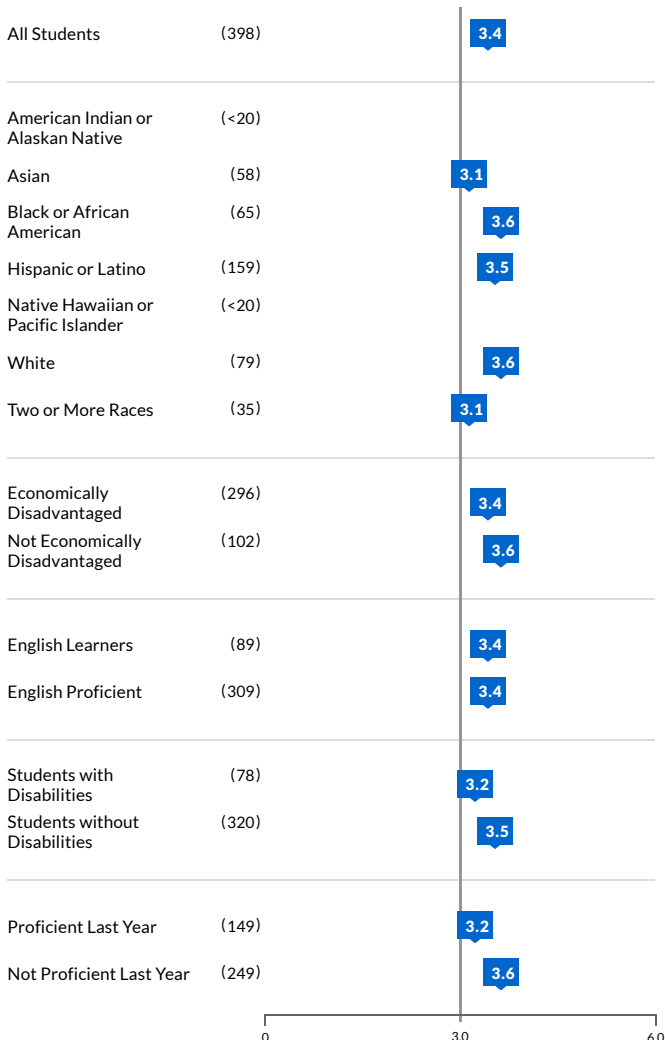 All Students (398) 3.4
American Indian or (<20)
Alaskan Native
Asian (58) 3.1
Black or African (65) 3.6
American
Hispanic or Latino (159) 3.5
Native Hawaiian or (<20)
Pacific Islander
White (79) 3.6
Two or More Races (35) 3.1
Economically (296) 3.4
Disadvantaged
Not Economically (102) 3.6
Disadvantaged
English Learners (89) 3.4
English Proficient (309) 3.4
Students with (78) 3.2
Disabilities
Students without (320) 3.5
Disabilities
Proficient Last Year (149) 3.2
Not Proficient Last Year (249) 3.6
0 3.0 6.0